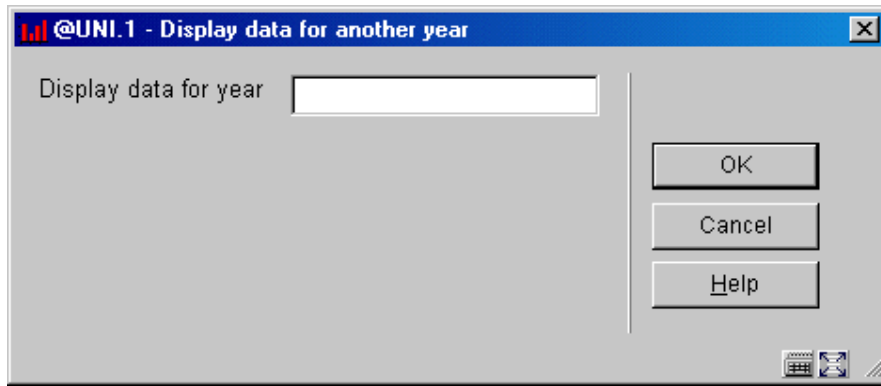 @UNI.1 - Display data for another year
Display data for year
OK
Cancel
Help